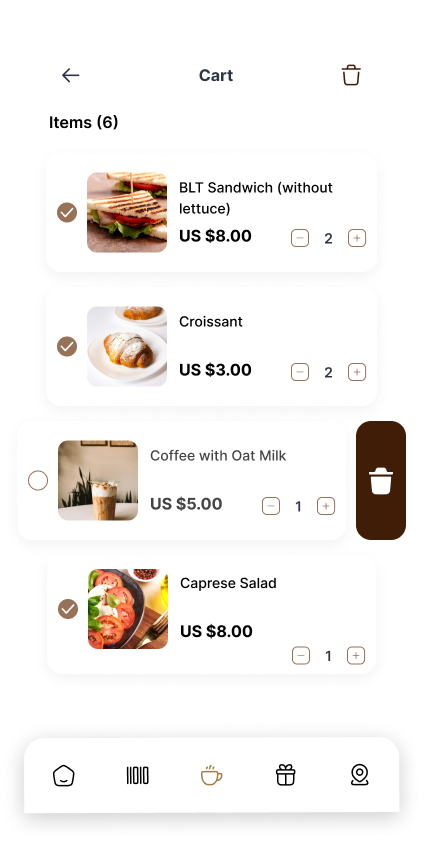 Cart
Items (6)
BLT Sandwich (without
lettuce)
US $8.00
2
Croissant
US $3.00
2
Coffee with Oat Milk
US $5.00
1
Caprese Salad
US $8.00
1